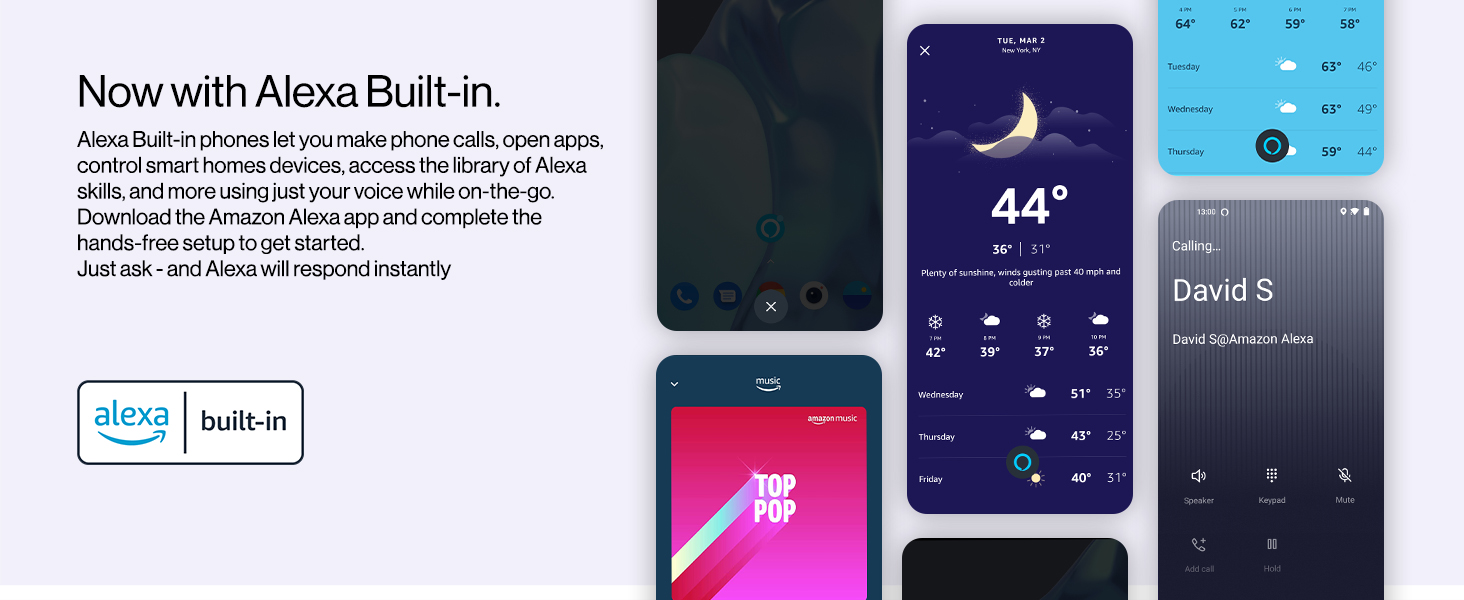 Now with Alexa Built-in.
Alexa Built-in phones let you make phone calls, open apps,
control smart homes devices, access the library of Alexa
skills, and more using just your voice while on-the-go.
Download the Amazon Alexa app and complete the
hands-free setup to get started.
Just ask - and Alexa will respond instantly
alexa | built-in
music
amazon music
TOP
POP
TUE, MAR 2
New York, NY
44°
36° | 31°
Plenty of sunshine, winds gusting past 40 mph and
colder
7 PM 8 PM 9 PM 10 PM
42° 39° 37° 36°
Wednesday 51° 35°
Thursday 43° 25°
Friday 40° 31°
4 PM 5 PM 6 PM 7 PM
64° 62° 59° 58°
Tuesday 63° 46°
Wednesday 63° 49°
Thursday 59° 44°
13:00
Calling...
David S
David S@Amazon Alexa
Speaker Keypad Mute
Add call Hold